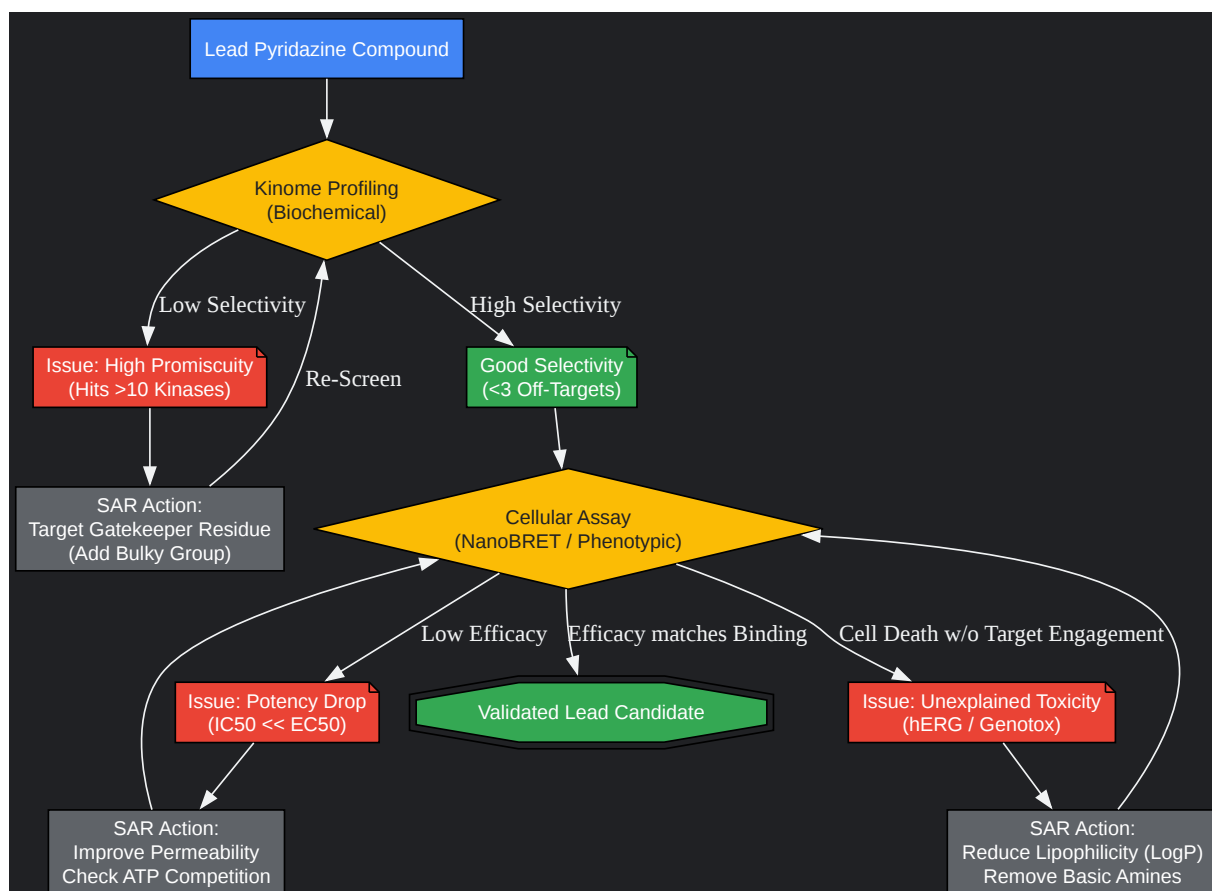 Lead Pyridazine Compound
Kinome Profiling
(Biochemical)
Low Selectivity
High Selectivity
Issue: High Promiscuity
(Hits >10 Kinases)
Re-Screen
Good Selectivity
(<3 Off-Targets)
SAR Action:
Target Gatekeeper Residue
(Add Bulky Group)
Cellular Assay
(NanoBRET / Phenotypic)
Low Efficacy
Efficacy matches Binding
Cell Death w/o Target Engagement
Issue: Potency Drop
(IC50 << EC50)
Validated Lead Candidate
Issue: Unexplained Toxicity
(hERG / Genotox)
SAR Action:
Improve Permeability
Check ATP Competition
SAR Action:
Reduce Lipophilicity (LogP)
Remove Basic Amines